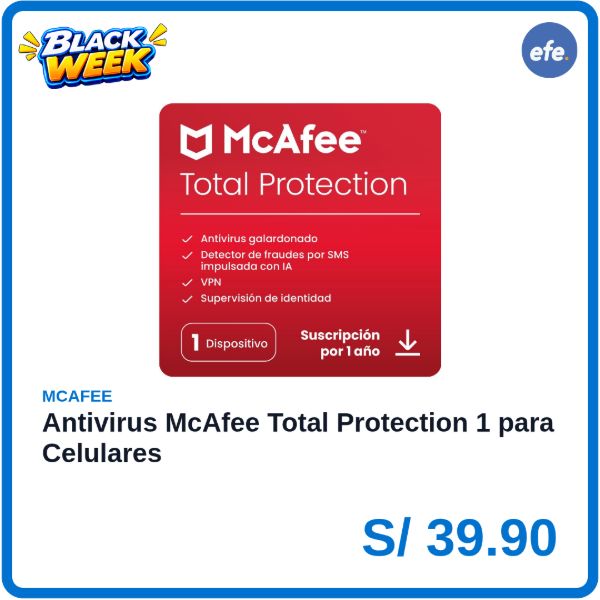 BLACK
WEEK
efe.
McAfee™
Total Protection
Antivirus galardonado
Detector de fraudes por SMS
impulsada con IA
VPN
Supervisión de identidad
1 Dispositivo
Suscripción
por 1 año
MCAFEE
Antivirus McAfee Total Protection 1 para
Celulares
S/ 39.90